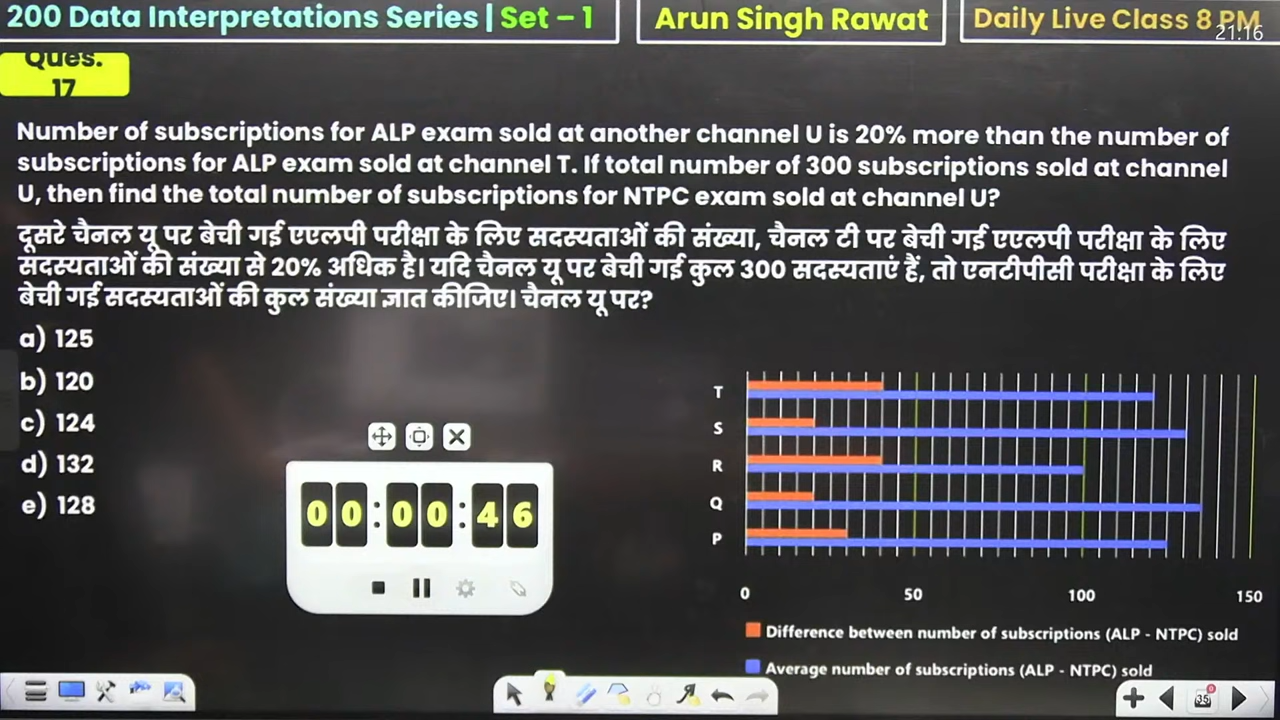 200 Data Interpretations Series | Set – 1
Arun Singh Rawat
Daily Live Class 8 PM
21:16
Ques.
17
Number of subscriptions for ALP exam sold at another channel U is 20% more than the number of
subscriptions for ALP exam sold at channel T. If total number of 300 subscriptions sold at channel
U, then find the total number of subscriptions for NTPC exam sold at channel U?
दूसरे चैनल यू पर बेची गई एएलपी परीक्षा के लिए सदस्यताओं की संख्या, चैनल टी पर बेची गई एएलपी परीक्षा के लिए
सदस्यताओं की संख्या से 20% अधिक है। यदि चैनल यू पर बेची गई कुल 300 सदस्यताएं हैं, तो एनटीपीसी परीक्षा के लिए
बेची गई सदस्यताओं की कुल संख्या ज्ञात कीजिए। चैनल यू पर?
a) 125
b) 120
c) 124
d) 132
e) 128
00:00:46
T
S
R
Q
P
0 50 100 150
Difference between number of subscriptions (ALP - NTPC) sold
Average number of subscriptions (ALP - NTPC) sold
35